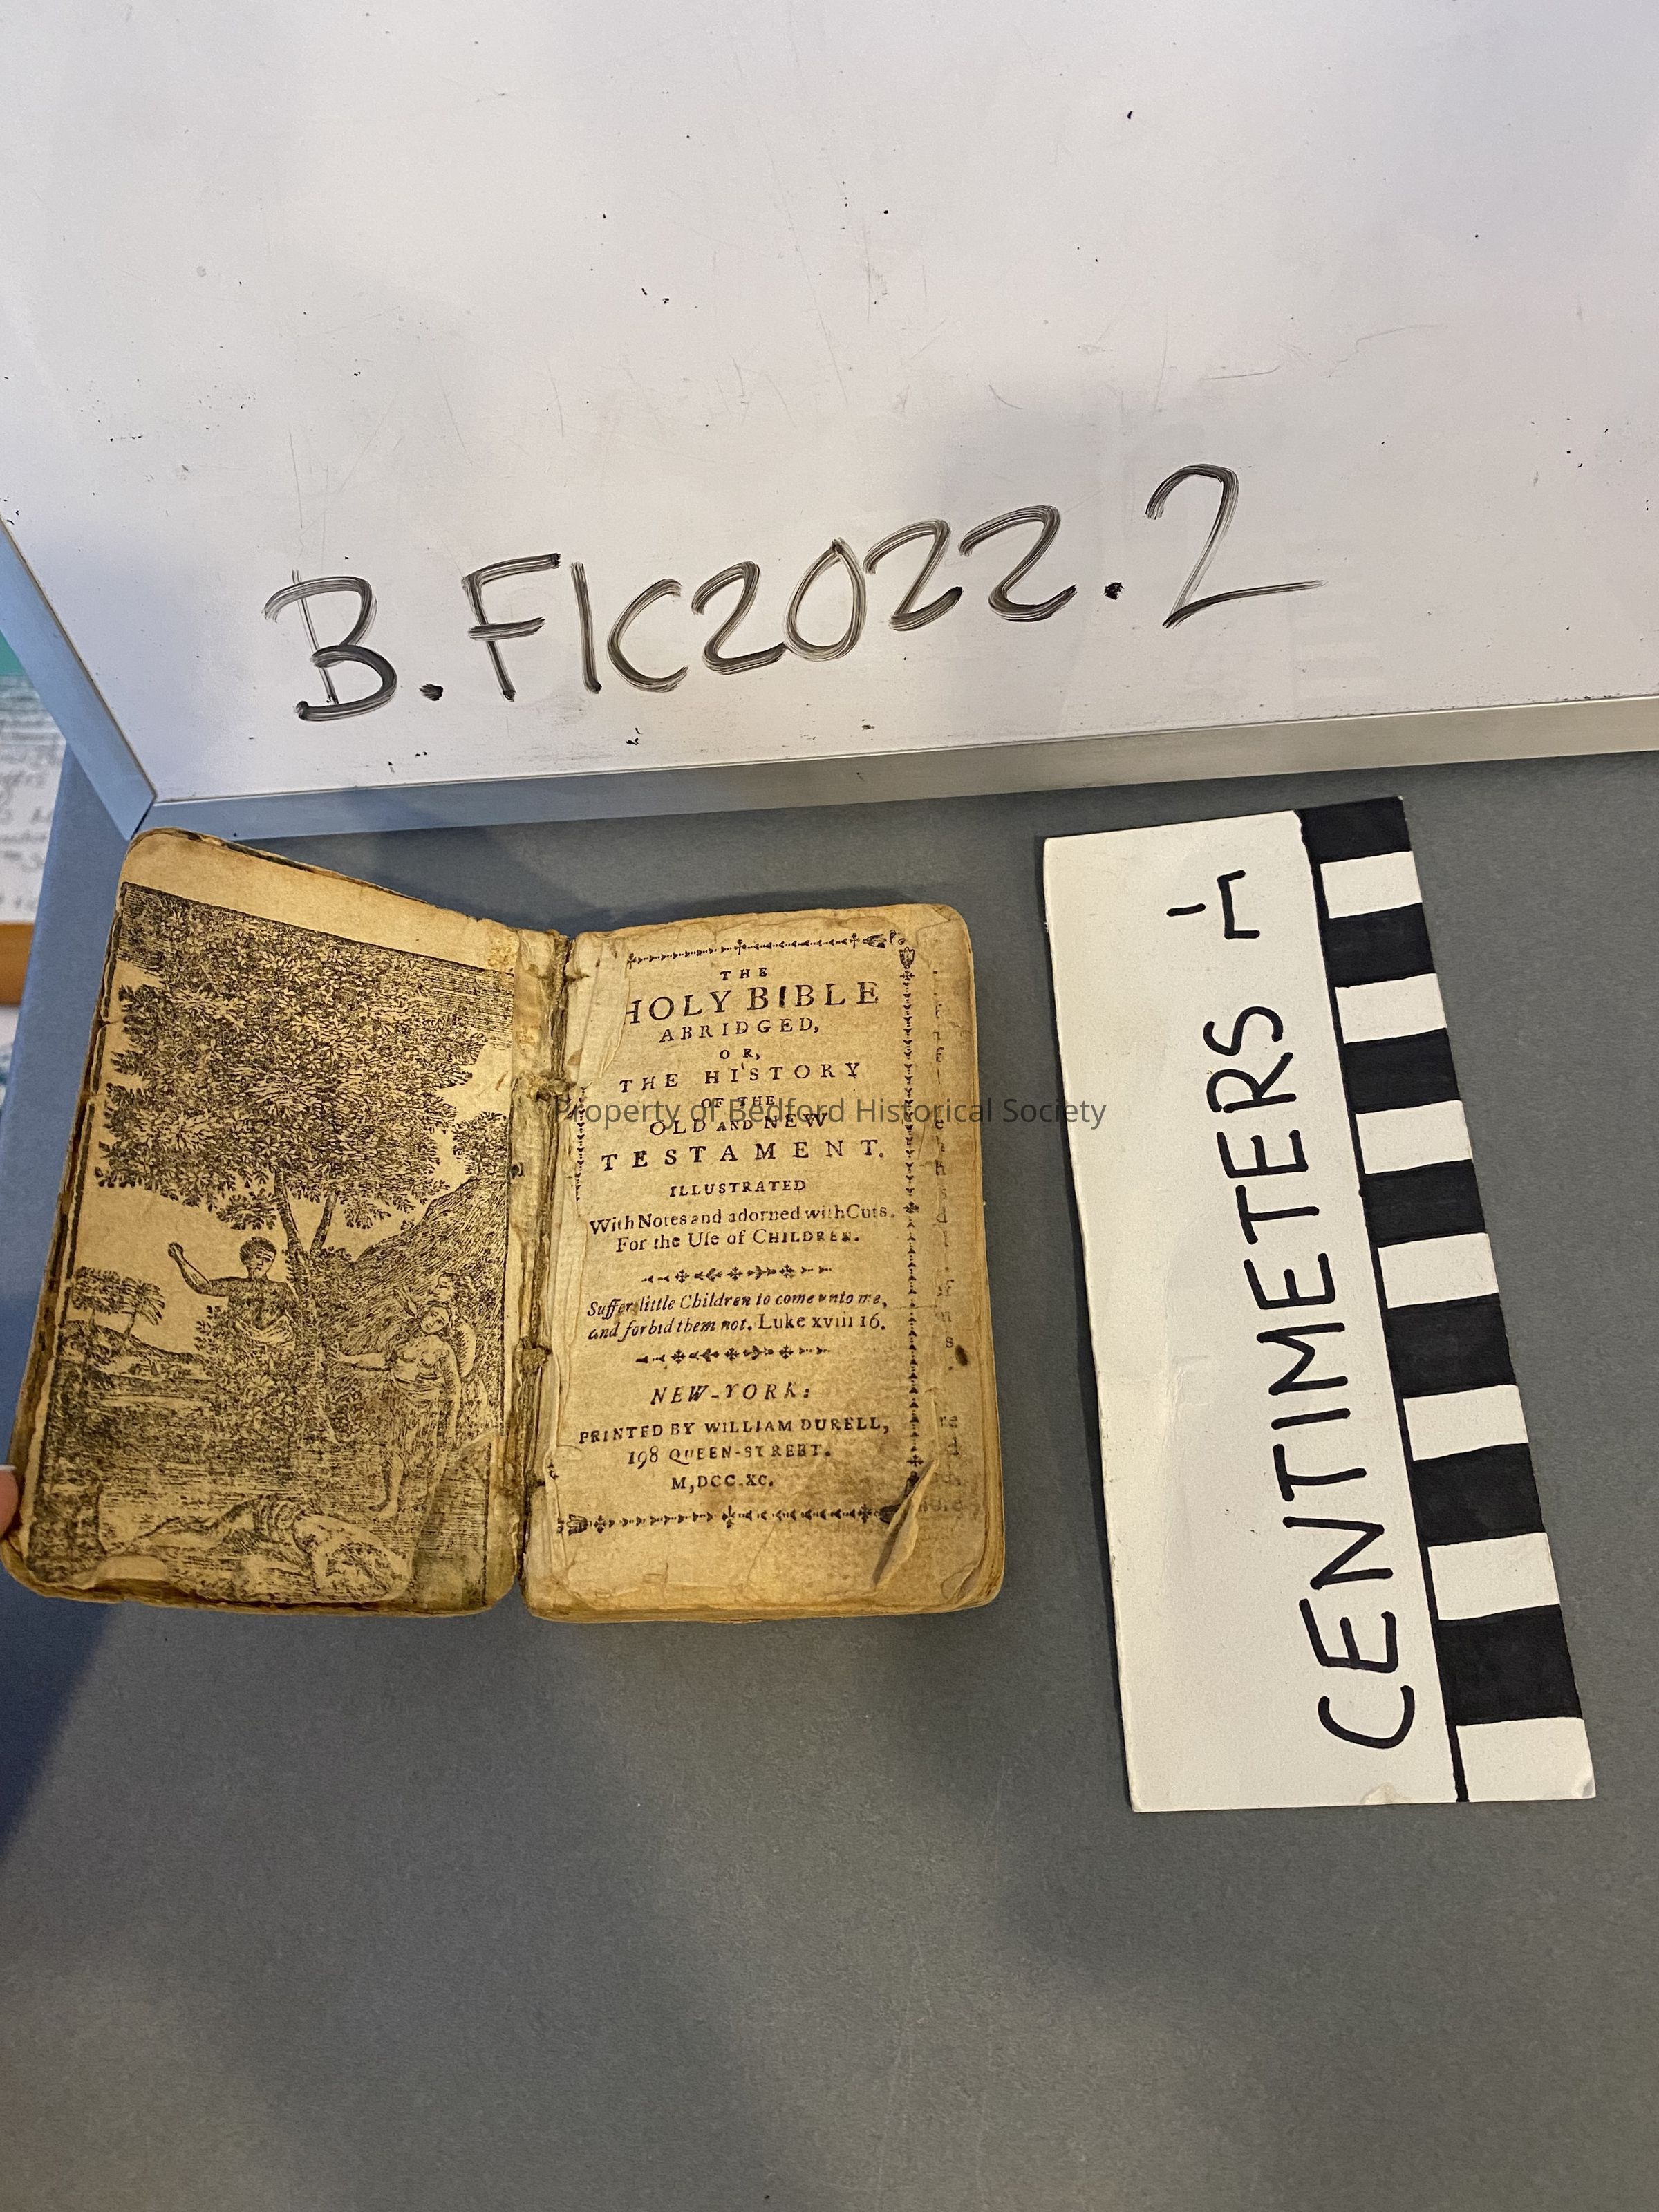 B.FIC2022.2
THE
HOLY BIBLE
ABRIDGED,
OR,
THE HISTORY
OF THE
OLD AND NEW
TESTAMENT.
ILLUSTRATED
With Notes and adorned with Cuts.
For the Uſe of CHILDREN.
Suffer little Children to come unto me,
and forbid them not. Luke xviii 16.
NEW-YORK:
PRINTED BY WILLIAM DURELL,
198 QUEEN-STREET.
M,DCC.XC.
Property of Bedford Historical Society
CENTIMETERS